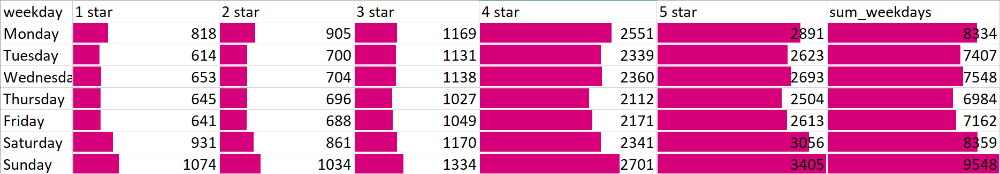 weekday 1 star 2 star 3 star 4 star 5 star sum_weekdays
Monday 818 905 1169 2551 2891 8334
Tuesday 614 700 1131 2339 2623 7407
Wednesda 653 704 1138 2360 2693 7548
Thursday 645 696 1027 2112 2504 6984
Friday 641 688 1049 2171 2613 7162
Saturday 931 861 1170 2341 3056 8359
Sunday 1074 1034 1334 2701 3405 9548